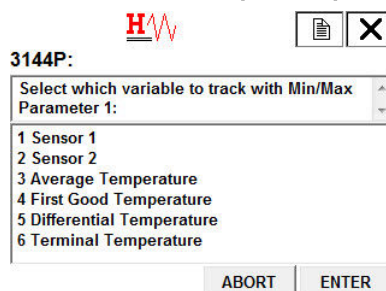 H
3144P:
Select which variable to track with Min/Max
Parameter 1:
1 Sensor 1
2 Sensor 2
3 Average Temperature
4 First Good Temperature
5 Differential Temperature
6 Terminal Temperature
ABORT ENTER